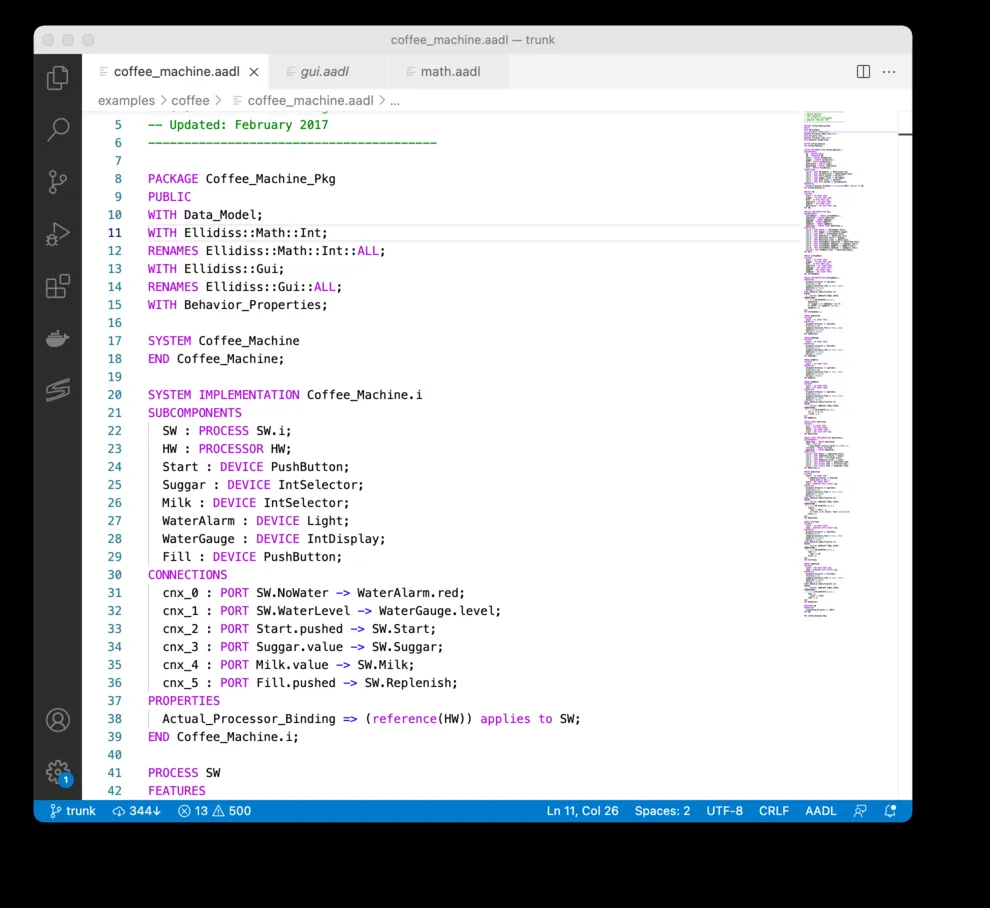 coffee_machine.aadl — trunk
coffee_machine.aadl
gui.aadl
math.aadl
examples > coffee > coffee_machine.aadl > ...
5 -- Updated: February 2017
6 ----------------------------------------
7
8 PACKAGE Coffee_Machine_Pkg
9 PUBLIC
10 WITH Data_Model;
11 WITH Ellidiss::Math::Int;
12 RENAMES Ellidiss::Math::Int::ALL;
13 WITH Ellidiss::Gui;
14 RENAMES Ellidiss::Gui::ALL;
15 WITH Behavior_Properties;
16
17 SYSTEM Coffee_Machine
18 END Coffee_Machine;
19
20 SYSTEM IMPLEMENTATION Coffee_Machine.i
21 SUBCOMPONENTS
22 SW : PROCESS SW.i;
23 HW : PROCESSOR HW;
24 Start : DEVICE PushButton;
25 Suggar : DEVICE IntSelector;
26 Milk : DEVICE IntSelector;
27 WaterAlarm : DEVICE Light;
28 WaterGauge : DEVICE IntDisplay;
29 Fill : DEVICE PushButton;
30 CONNECTIONS
31 cnx_0 : PORT SW.NoWater -> WaterAlarm.red;
32 cnx_1 : PORT SW.WaterLevel -> WaterGauge.level;
33 cnx_2 : PORT Start.pushed -> SW.Start;
34 cnx_3 : PORT Suggar.value -> SW.Suggar;
35 cnx_4 : PORT Milk.value -> SW.Milk;
36 cnx_5 : PORT Fill.pushed -> SW.Replenish;
37 PROPERTIES
38 Actual_Processor_Binding => (reference(HW)) applies to SW;
39 END Coffee_Machine.i;
40
41 PROCESS SW
42 FEATURES
1
trunk 344↓ 13 500 Ln 11, Col 26 Spaces: 2 UTF-8 CRLF AADL